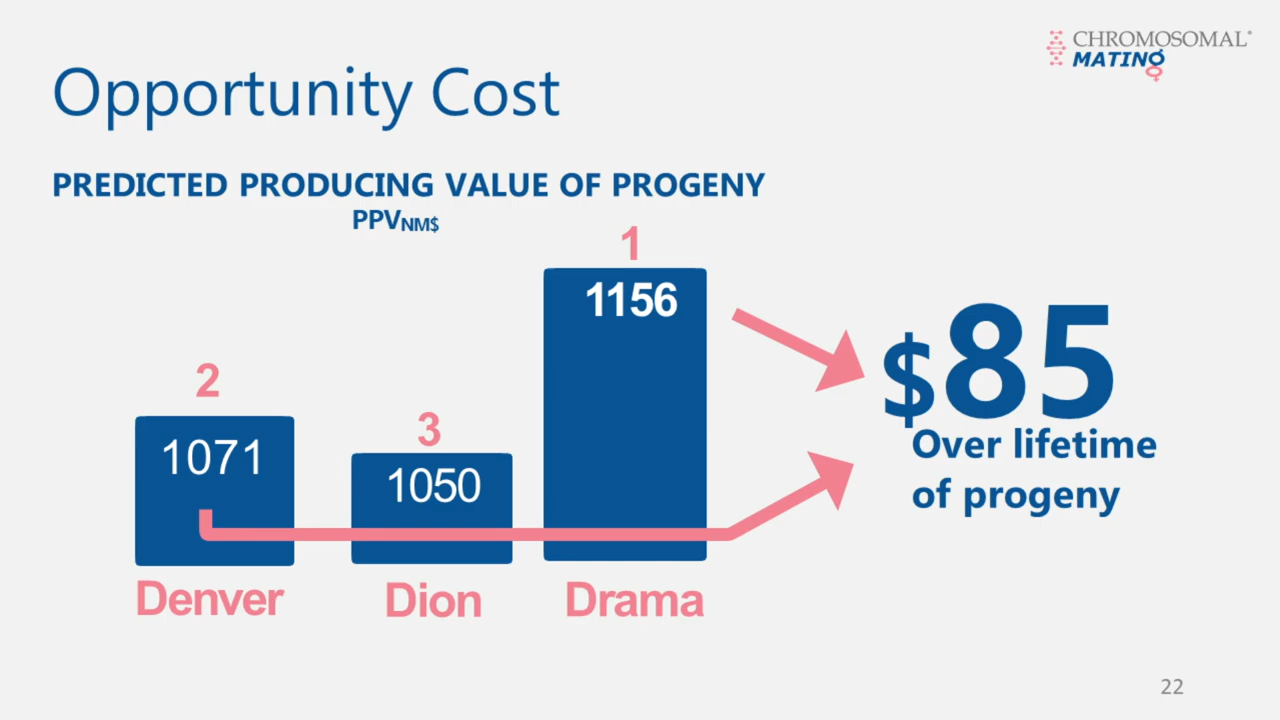 CHROMOSOMAL®
MATING
Opportunity Cost
PREDICTED PRODUCING VALUE OF PROGENY
PPVNM$
1
1156
2
1071
3
1050
$85
Over lifetime
of progeny
Denver
Dion
Drama
22